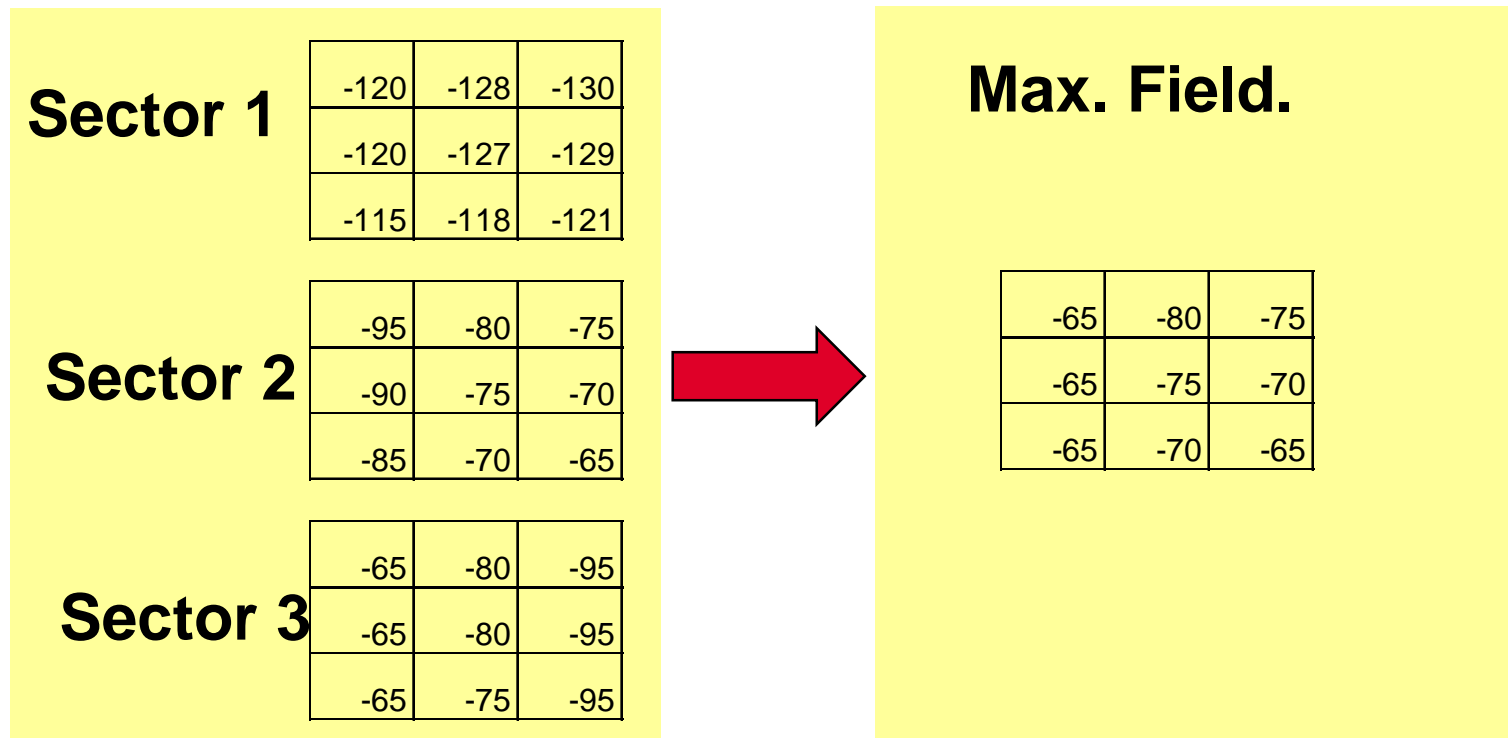 Sector 1
-120 -128 -130
-120 -127 -129
-115 -118 -121
Sector 2
-95 -80 -75
-90 -75 -70
-85 -70 -65
Sector 3
-65 -80 -95
-65 -80 -95
-65 -75 -95
Max. Field.
-65 -80 -75
-65 -75 -70
-65 -70 -65